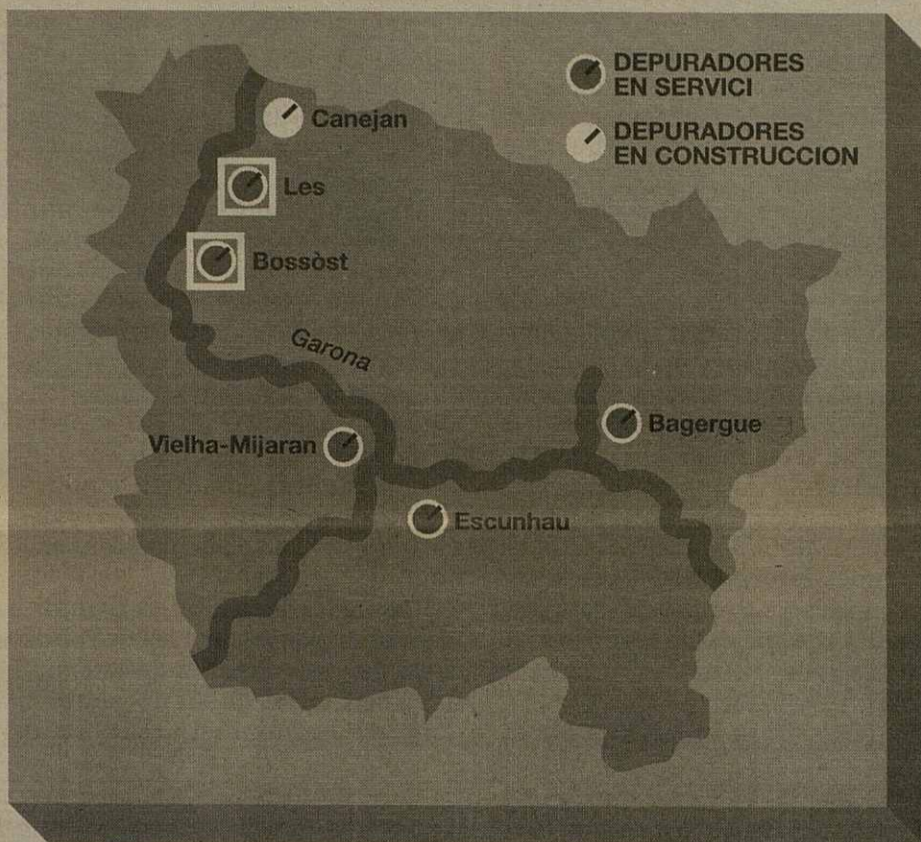 DEPURADORES
EN SERVICI
DEPURADORES
EN CONSTRUCCION
Canejan
Les
Bossòst
Garona
Vielha-Mijaran
Bagergue
Escunhau